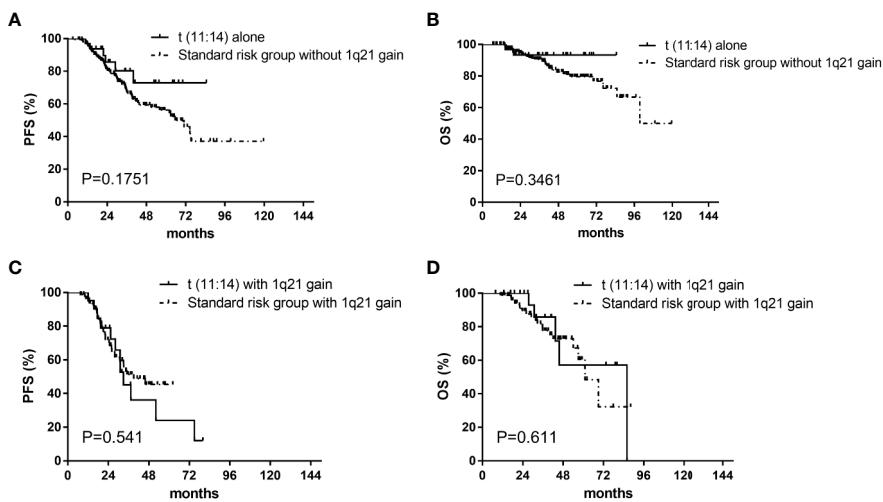 A
t (11:14) alone
Standard risk group without 1q21 gain
PFS (%)
100
80
60
40
20
0
P=0.1751
0 24 48 72 96 120 144
months
B
t (11:14) alone
Standard risk group without 1q21 gain
OS (%)
100
80
60
40
20
0
P=0.3461
0 24 48 72 96 120 144
months
C
t (11:14) with 1q21 gain
Standard risk group with 1q21 gain
PFS (%)
100
80
60
40
20
0
P=0.541
0 24 48 72 96 120 144
months
D
t (11:14) with 1q21 gain
Standard risk group with 1q21 gain
OS (%)
100
80
60
40
20
0
P=0.611
0 24 48 72 96 120 144
months